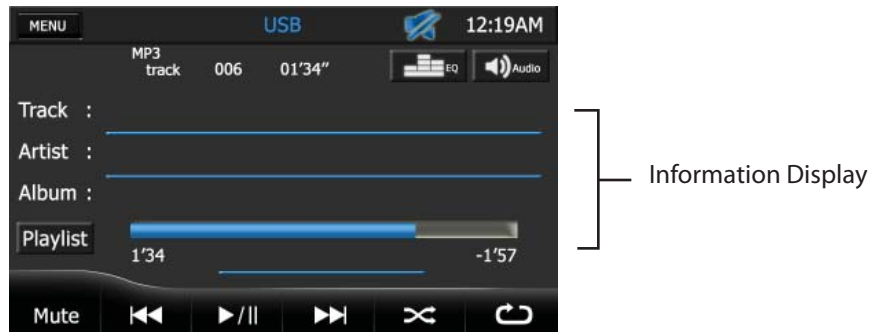 MENU USB 12:19AM
MP3
track 006 01’34” EQ Audio
Track :
Artist :
Album :
Information Display
Playlist
1’34 -1’57
Mute